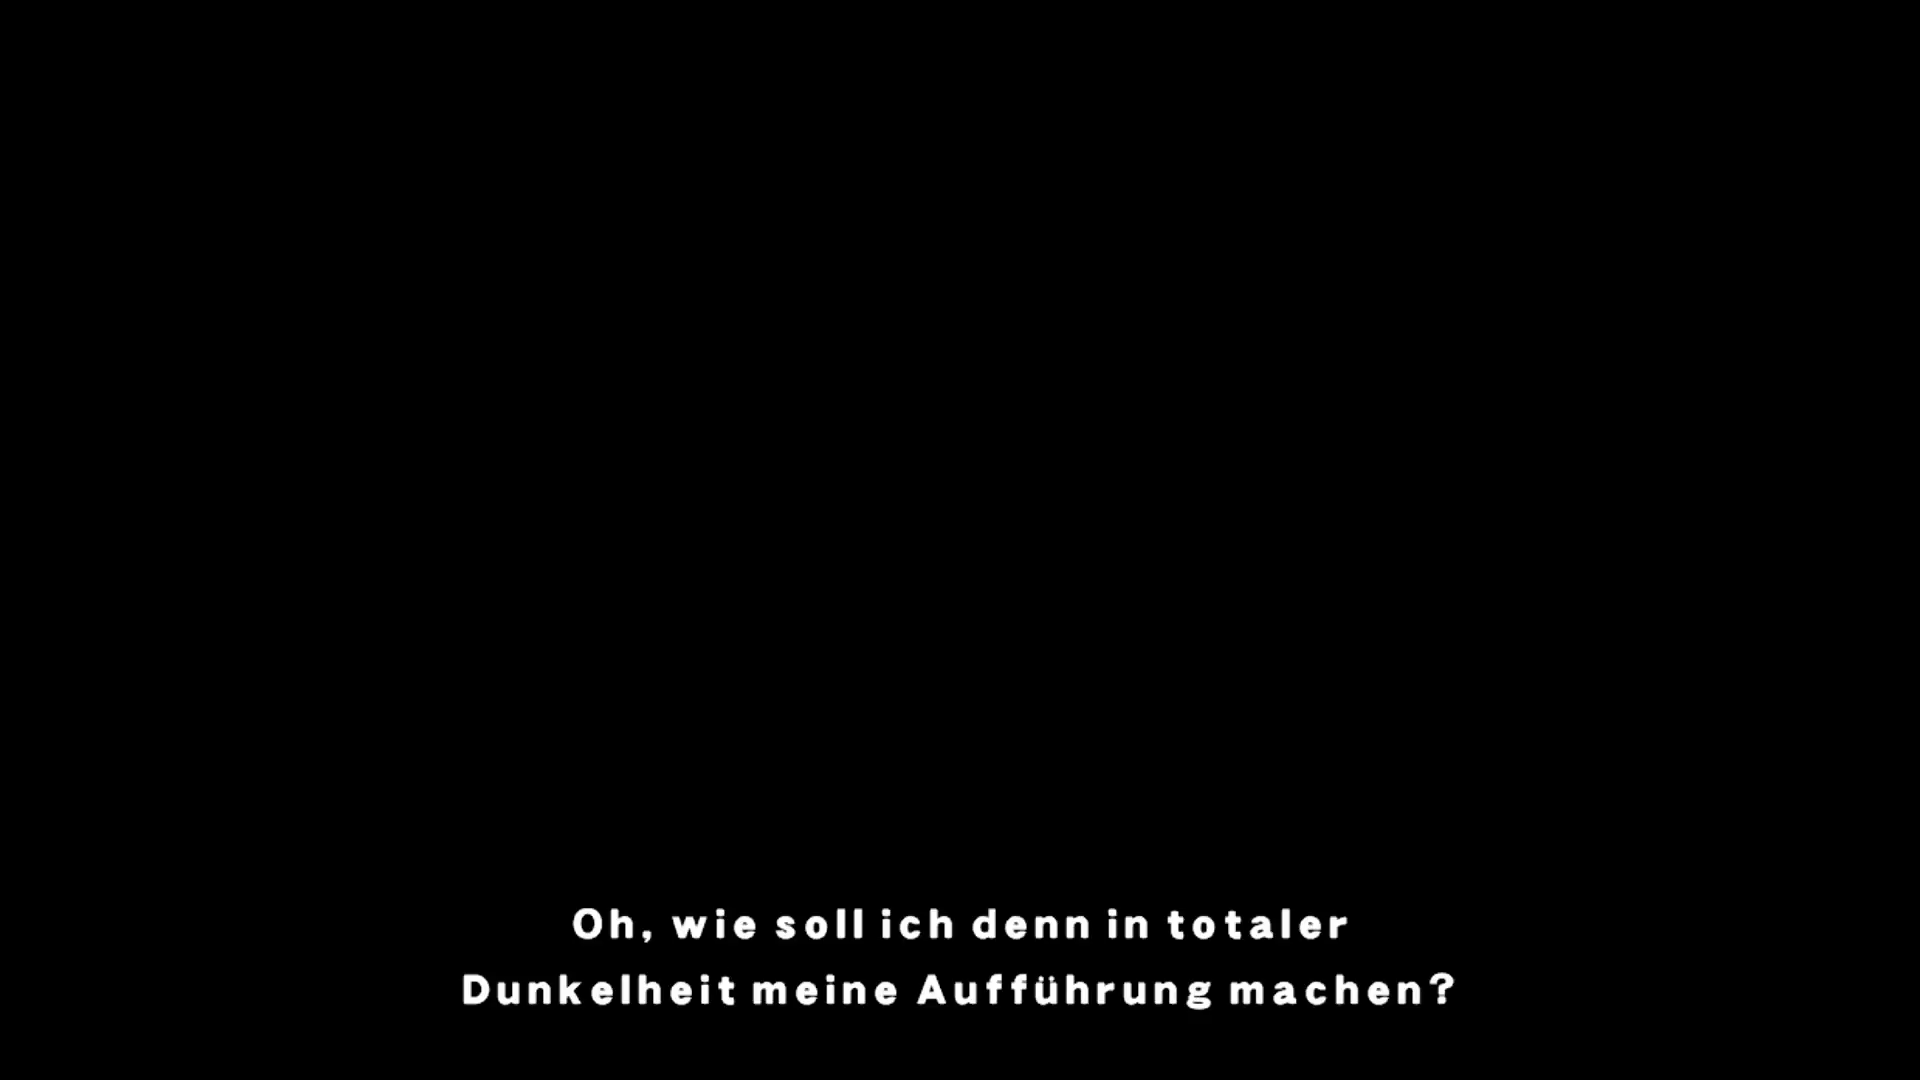 Oh, wie soll ich denn in totaler
Dunkelheit meine Aufführung machen?